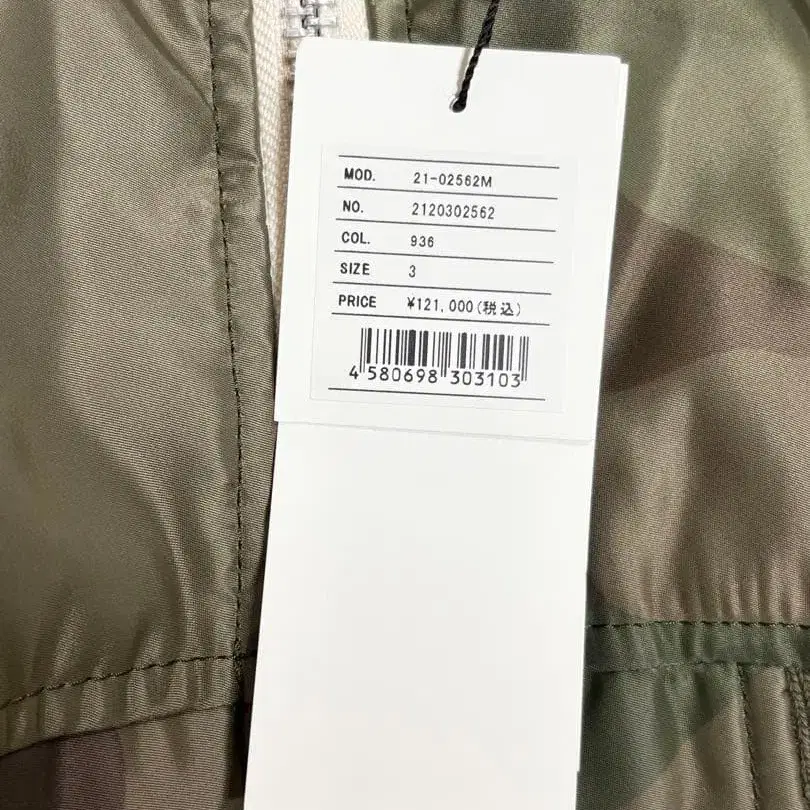 MOD. 21-02562M
NO. 2120302562
COL. 936
SIZE 3
PRICE ¥121,000(税込)
4 580698 303103